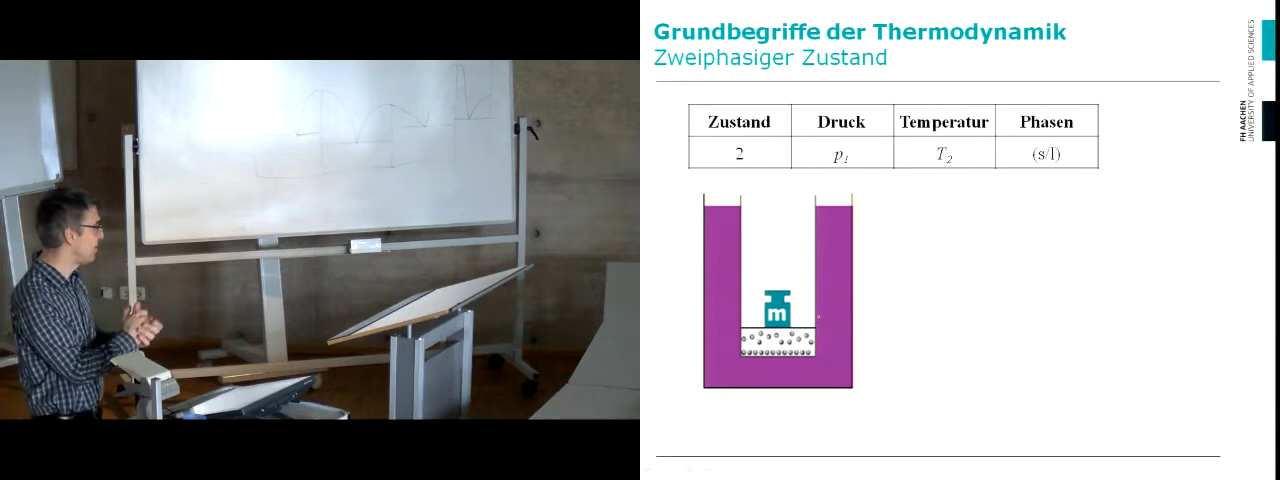 Grundbegriffe der Thermodynamik
Zweiphasiger Zustand
Zustand Druck Temperatur Phasen
2 p₁ T₂ (s/l)
m
FH AACHEN
UNIVERSITY OF APPLIED SCIENCES